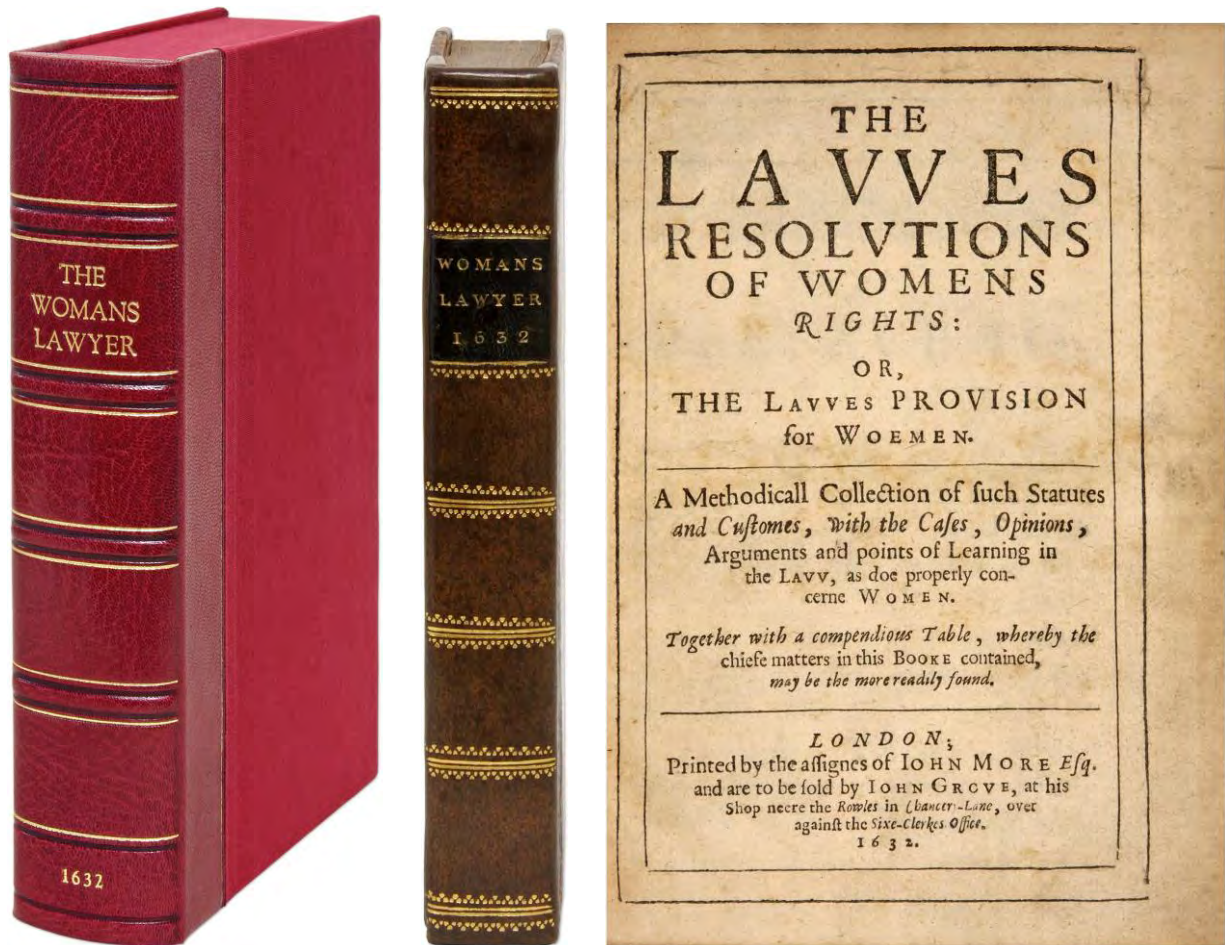 THE
WOMANS
LAWYER
1632
WOMANS
LAWYER
1632
THE
LAVVES
RESOLVTIONS
OF WOMENS
RIGHTS:
OR,
THE LAVVES PROVISION
for WOEMEN.
A Methodicall Collection of ſuch Statutes
and Cuſtomes, with the Caſes, Opinions,
Arguments and points of Learning in
the LAVV, as doe properly con-
cerne WOMEN.
Together with a compendious Table, whereby the
chiefe matters in this BOOKE contained,
may be the more readily found.
LONDON;
Printed by the aſſignes of IOHN MORE Eſq.
and are to be ſold by IOHN GROVE, at his
Shop neere the Rowles in Chancery-Lane, over
againſt the Sixe-Clerkes Office.
1632.